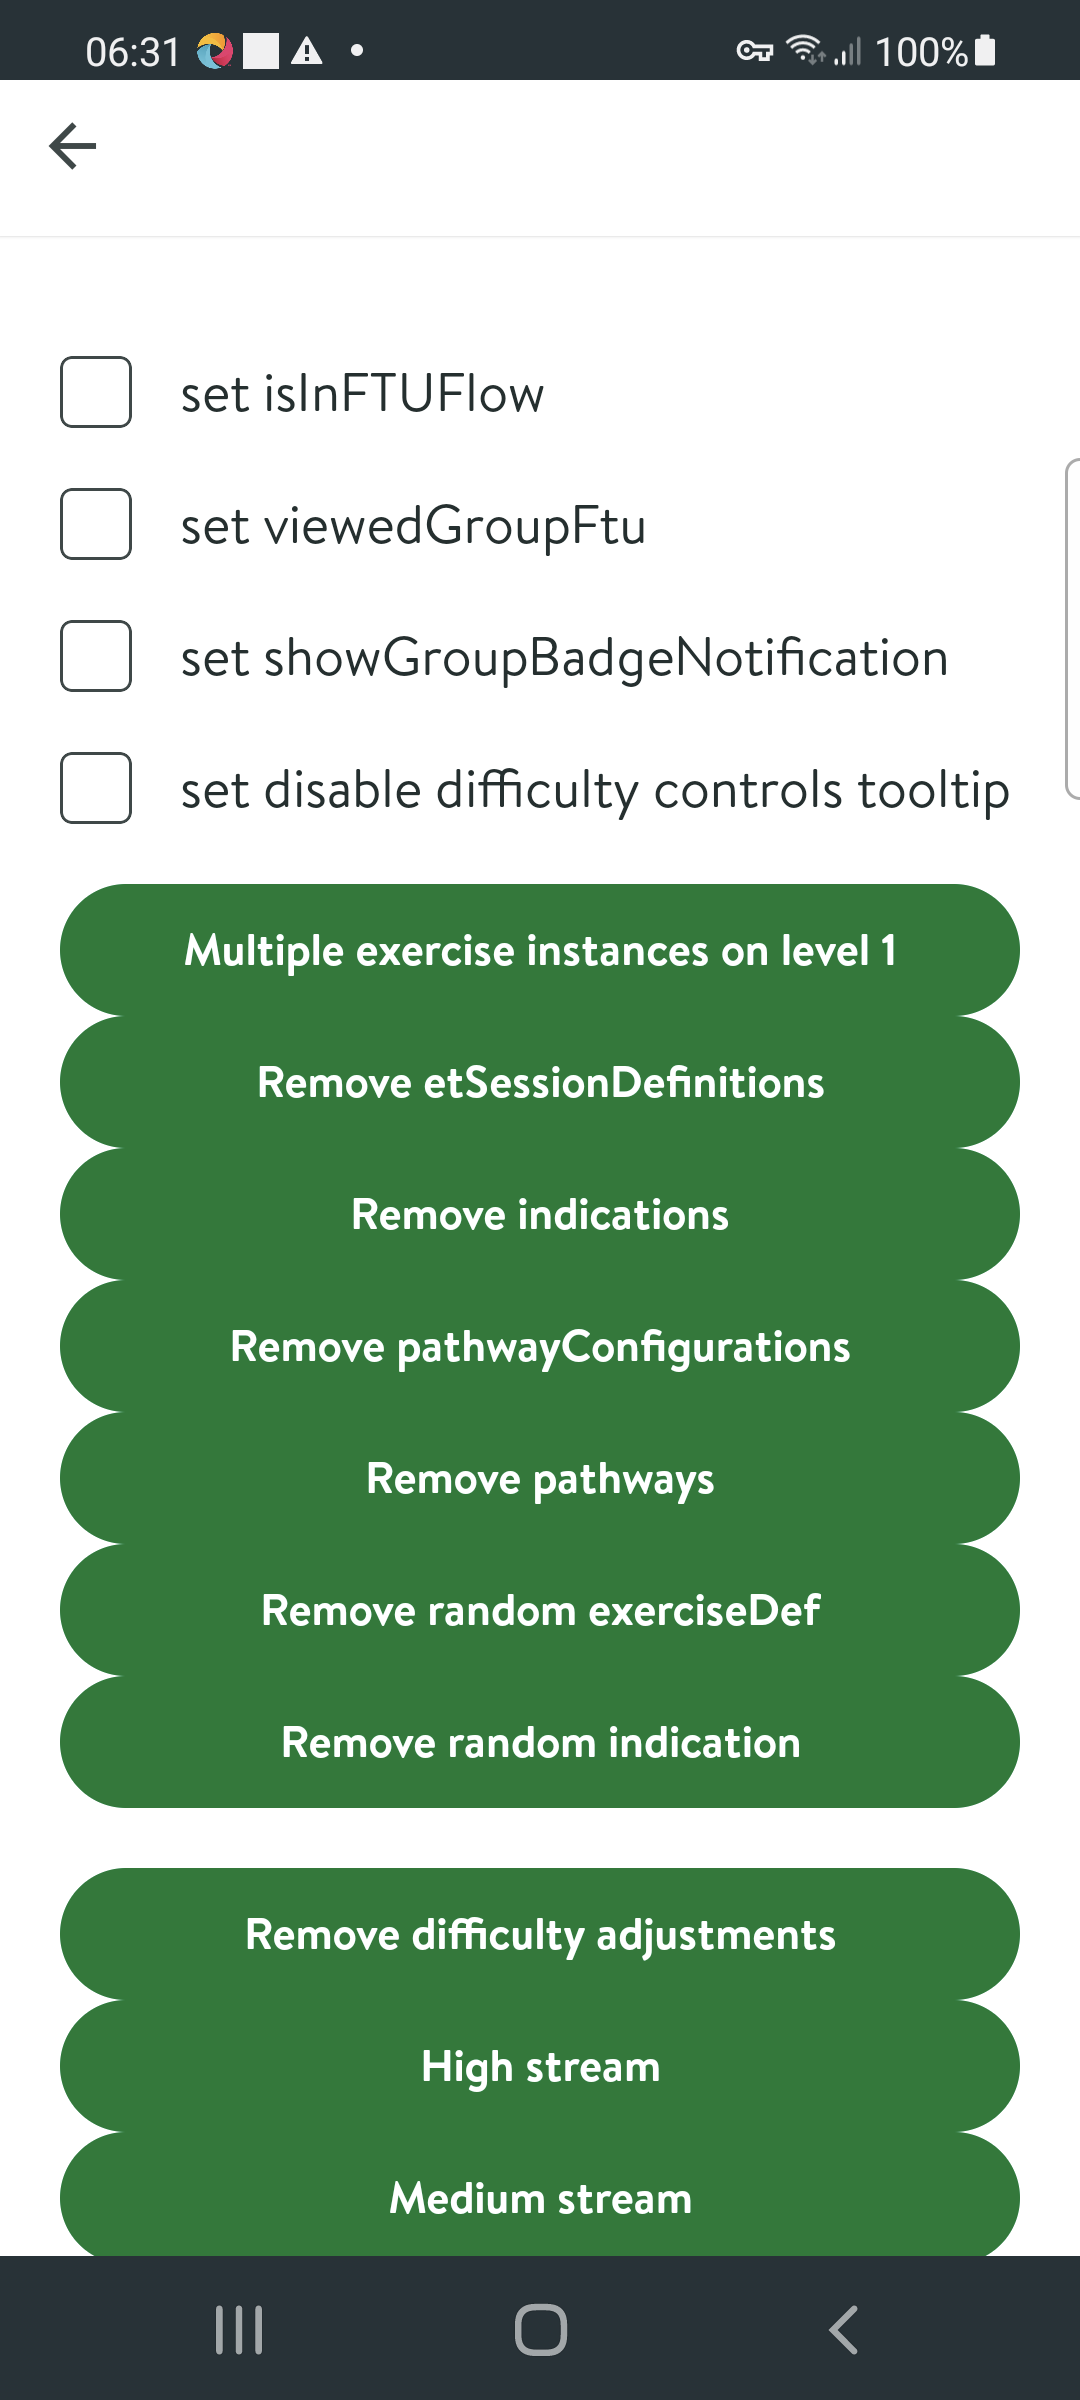 06:31
100%
set isInFTUFlow
set viewedGroupFtu
set showGroupBadgeNotification
set disable difficulty controls tooltip
Multiple exercise instances on level 1
Remove etSessionDefinitions
Remove indications
Remove pathwayConfigurations
Remove pathways
Remove random exerciseDef
Remove random indication
Remove difficulty adjustments
High stream
Medium stream